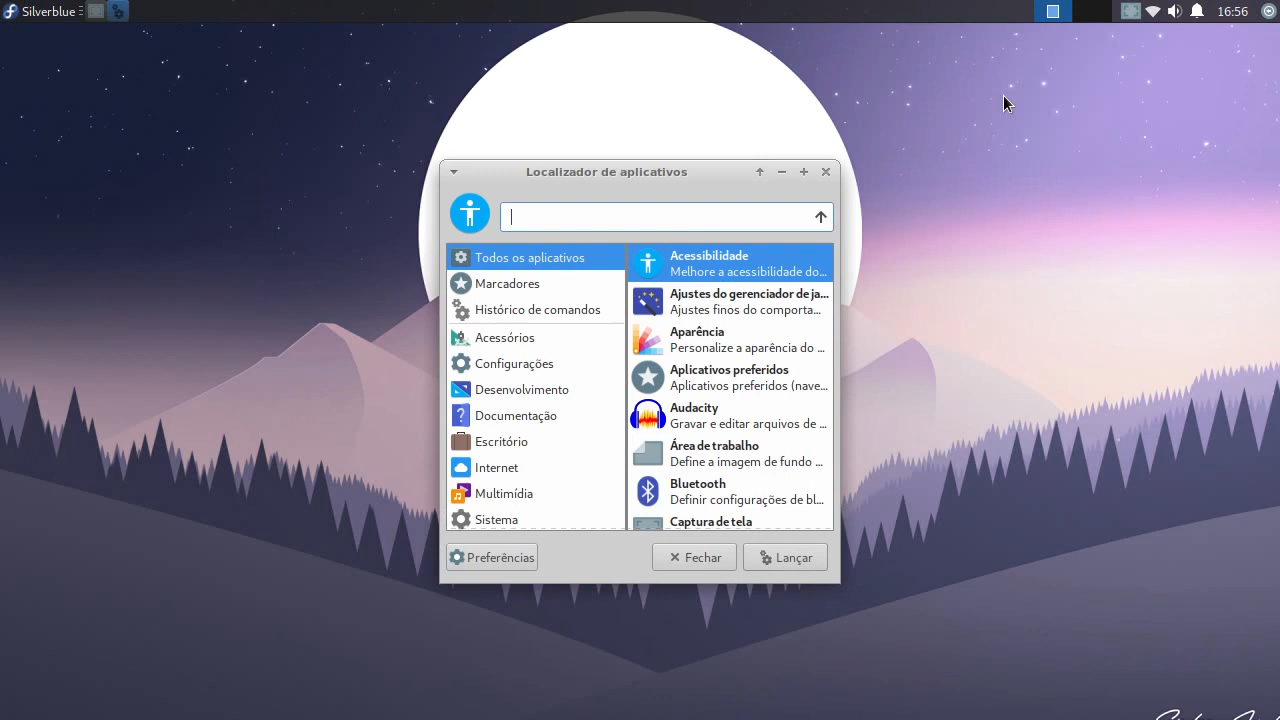 Silverblue
16:56
Localizador de aplicativos
Todos os aplicativos
Marcadores
Histórico de comandos
Acessórios
Configurações
Desenvolvimento
Documentação
Escritório
Internet
Multimídia
Sistema
Acessibilidade
Melhore a acessibilidade do...
Ajustes do gerenciador de ja...
Ajustes finos do comporta...
Aparência
Personalize a aparência do ...
Aplicativos preferidos
Aplicativos preferidos (nave...
Audacity
Gravar e editar arquivos de ...
Área de trabalho
Define a imagem de fundo ...
Bluetooth
Definir configurações de bl...
Captura de tela
Preferências
Fechar
Lançar